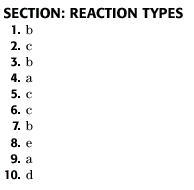 SECTION: REACTION TYPES
1. b
2. c
3. b
4. a
5. c
6. c
7. b
8. e
9. a
10. d